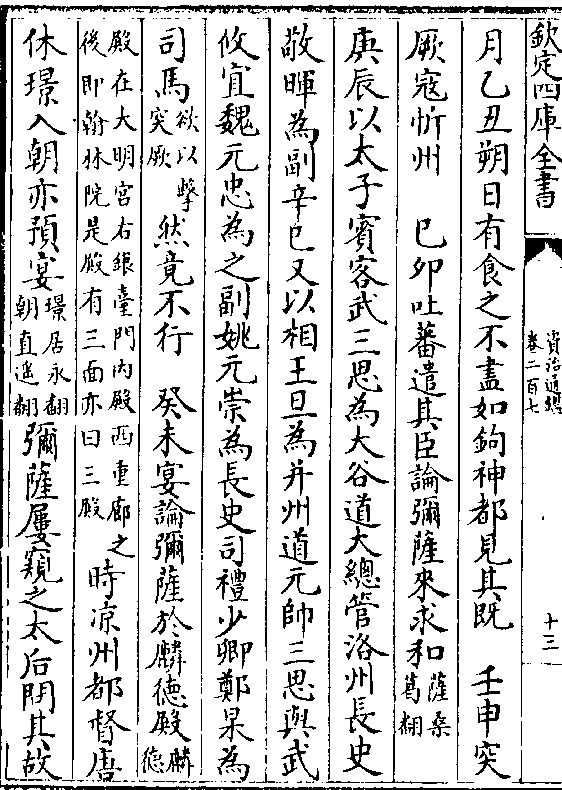 欽定四庫全書
資治通鑑
卷二百七
十三
月乙丑朔日有食之不盡如鉤神都見其既　壬申突
厥寇忻州　巳卯吐蕃遣其臣論彌薩來求和薩桑葛翻
庚辰以太子賓客武三思為大谷道大總管洛州長史
敬暉為副辛巳又以相王旦為并州道元帥三思與武
攸宜魏元忠為之副姚元崇為長史司禮少卿鄭杲為
司馬欲以擊突厥然竟不行　癸未宴論彌薩於麟德殿麟德
殿在大明宮右銀臺門内殿西重廊之後即翰林院是殿有三面亦曰三殿時凉州都督唐
休璟入朝亦預宴璟居永翻朝直遥翻彌薩屢窺之太后問其故